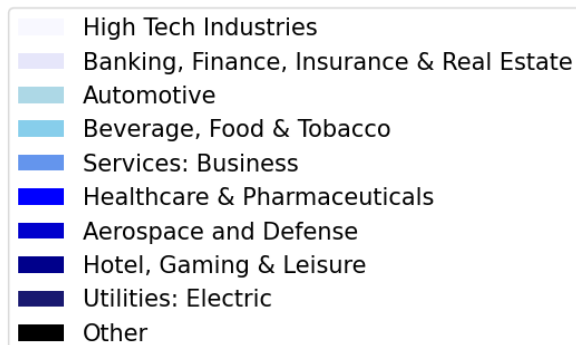 High Tech Industries
Banking, Finance, Insurance & Real Estate
Automotive
Beverage, Food & Tobacco
Services: Business
Healthcare & Pharmaceuticals
Aerospace and Defense
Hotel, Gaming & Leisure
Utilities: Electric
Other